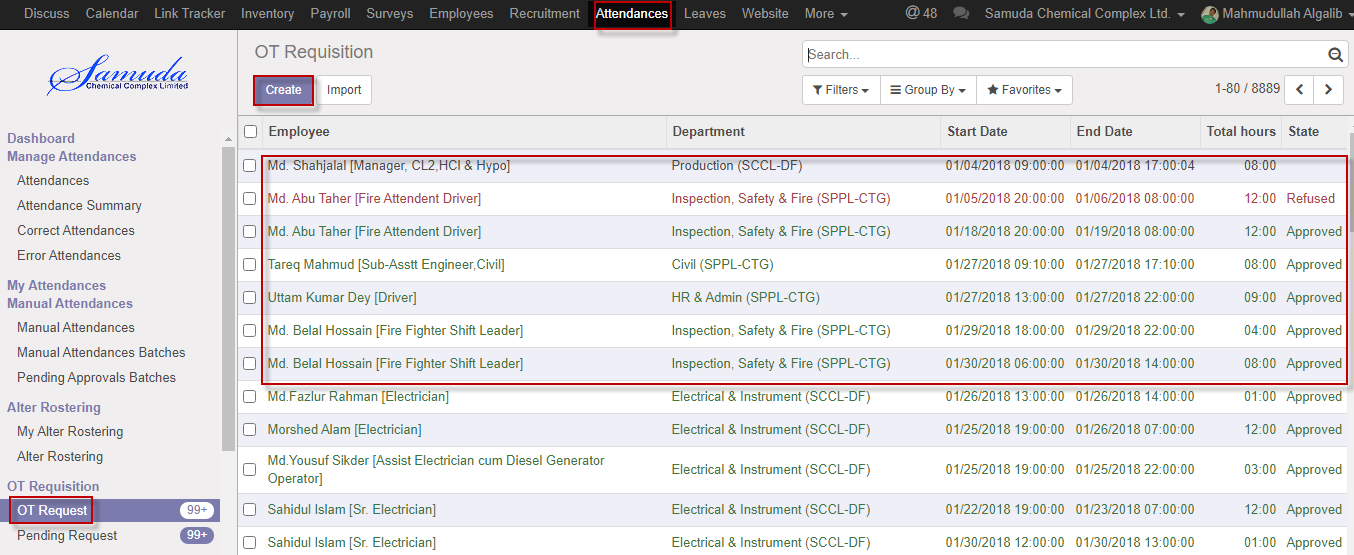 Discuss Calendar Link Tracker Inventory Payroll Surveys Employees Recruitment Attendances Leaves Website More @ 48 Samuda Chemical Complex Ltd. Mahmudullah Algalib
Samuda
Chemical Complex Limited
OT Requisition
Search...
Create Import
Filters Group By Favorites 1-80 / 8889
Dashboard
Manage Attendances
Attendances
Attendance Summary
Correct Attendances
Error Attendances
My Attendances
Manual Attendances
Manual Attendances
Manual Attendances Batches
Pending Approvals Batches
Alter Rostering
My Alter Rostering
Alter Rostering
OT Requisition
OT Request 99+
Pending Request 99+
Employee Department Start Date End Date Total hours State
Md. Shahjalal [Manager, CL2,HCl & Hypo] Production (SCCL-DF) 01/04/2018 09:00:00 01/04/2018 17:00:04 08:00
Md. Abu Taher [Fire Attendent Driver] Inspection, Safety & Fire (SPPL-CTG) 01/05/2018 20:00:00 01/06/2018 08:00:00 12:00 Refused
Md. Abu Taher [Fire Attendent Driver] Inspection, Safety & Fire (SPPL-CTG) 01/18/2018 20:00:00 01/19/2018 08:00:00 12:00 Approved
Tareq Mahmud [Sub-Asstt Engineer,Civil] Civil (SPPL-CTG) 01/27/2018 09:10:00 01/27/2018 17:10:00 08:00 Approved
Uttam Kumar Dey [Driver] HR & Admin (SPPL-CTG) 01/27/2018 13:00:00 01/27/2018 22:00:00 09:00 Approved
Md. Belal Hossain [Fire Fighter Shift Leader] Inspection, Safety & Fire (SPPL-CTG) 01/29/2018 18:00:00 01/29/2018 22:00:00 04:00 Approved
Md. Belal Hossain [Fire Fighter Shift Leader] Inspection, Safety & Fire (SPPL-CTG) 01/30/2018 06:00:00 01/30/2018 14:00:00 08:00 Approved
Md.Fazlur Rahman [Electrician] Electrical & Instrument (SCCL-DF) 01/26/2018 13:00:00 01/26/2018 14:00:00 01:00 Approved
Morshed Alam [Electrician] Electrical & Instrument (SCCL-DF) 01/25/2018 19:00:00 01/26/2018 07:00:00 12:00 Approved
Md.Yousuf Sikder [Assist Electrician cum Diesel Generator
Operator] Electrical & Instrument (SCCL-DF) 01/25/2018 19:00:00 01/25/2018 22:00:00 03:00 Approved
Sahidul Islam [Sr. Electrician] Electrical & Instrument (SCCL-DF) 01/22/2018 19:00:00 01/23/2018 07:00:00 12:00 Approved
Sahidul Islam [Sr. Electrician] Electrical & Instrument (SCCL-DF) 01/30/2018 12:00:00 01/30/2018 13:00:00 01:00 Approved